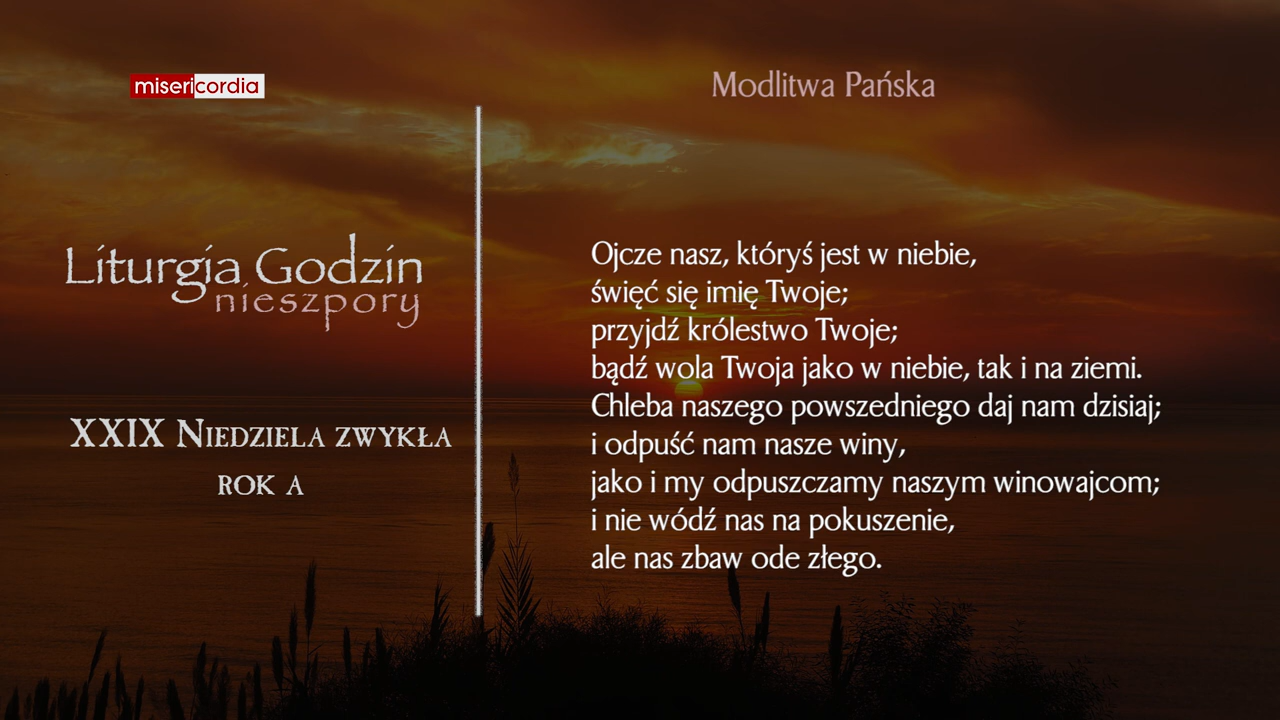 misericordia
Liturgia Godzin
nieszpory
XXIX Niedziela zwykła
rok A
Modlitwa Pańska
Ojcze nasz, któryś jest w niebie,
święć się imię Twoje;
przyjdź królestwo Twoje;
bądź wola Twoja jako w niebie, tak i na ziemi.
Chleba naszego powszedniego daj nam dzisiaj;
i odpuść nam nasze winy,
jako i my odpuszczamy naszym winowajcom;
i nie wódź nas na pokuszenie,
ale nas zbaw ode złego.